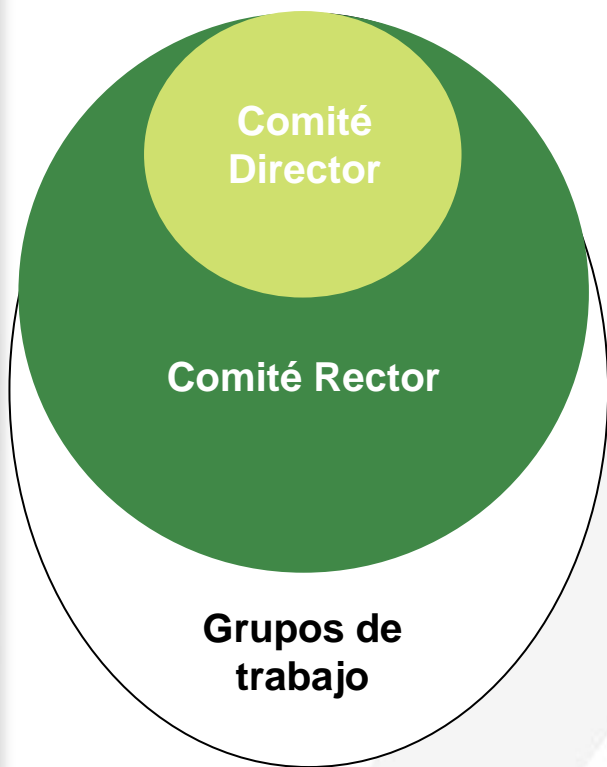 Comité
Director
Comité Rector
Grupos de
trabajo